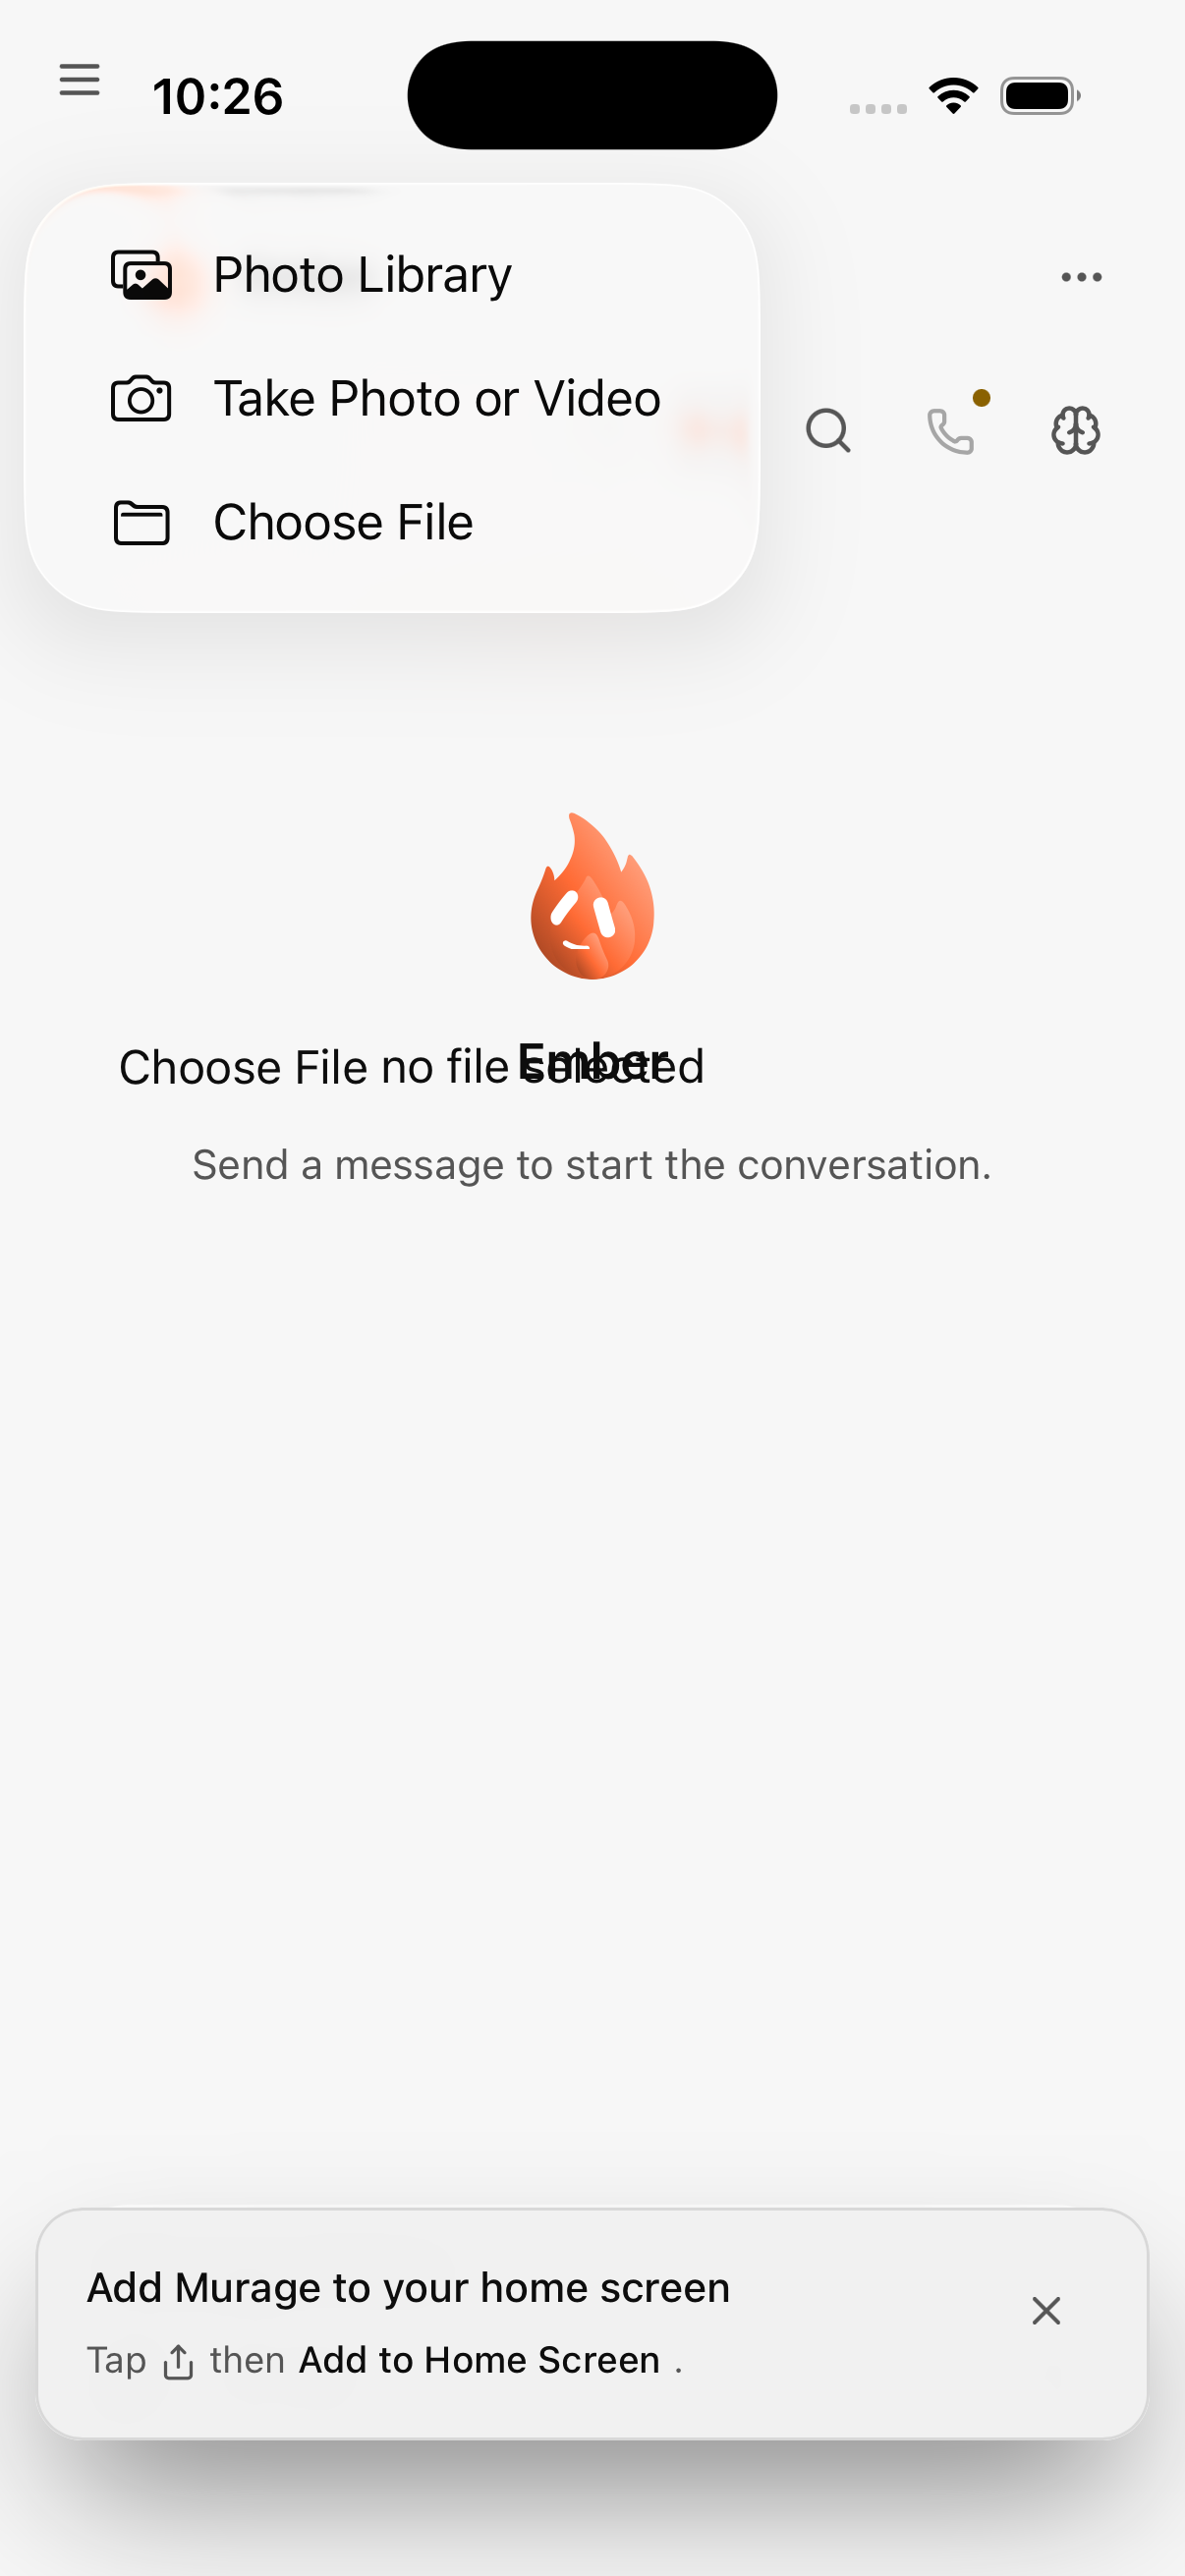 10:26
Photo Library
Take Photo or Video
Choose File
Choose File no file selected
Ember
Send a message to start the conversation.
Add Murage to your home screen
Tap then Add to Home Screen .